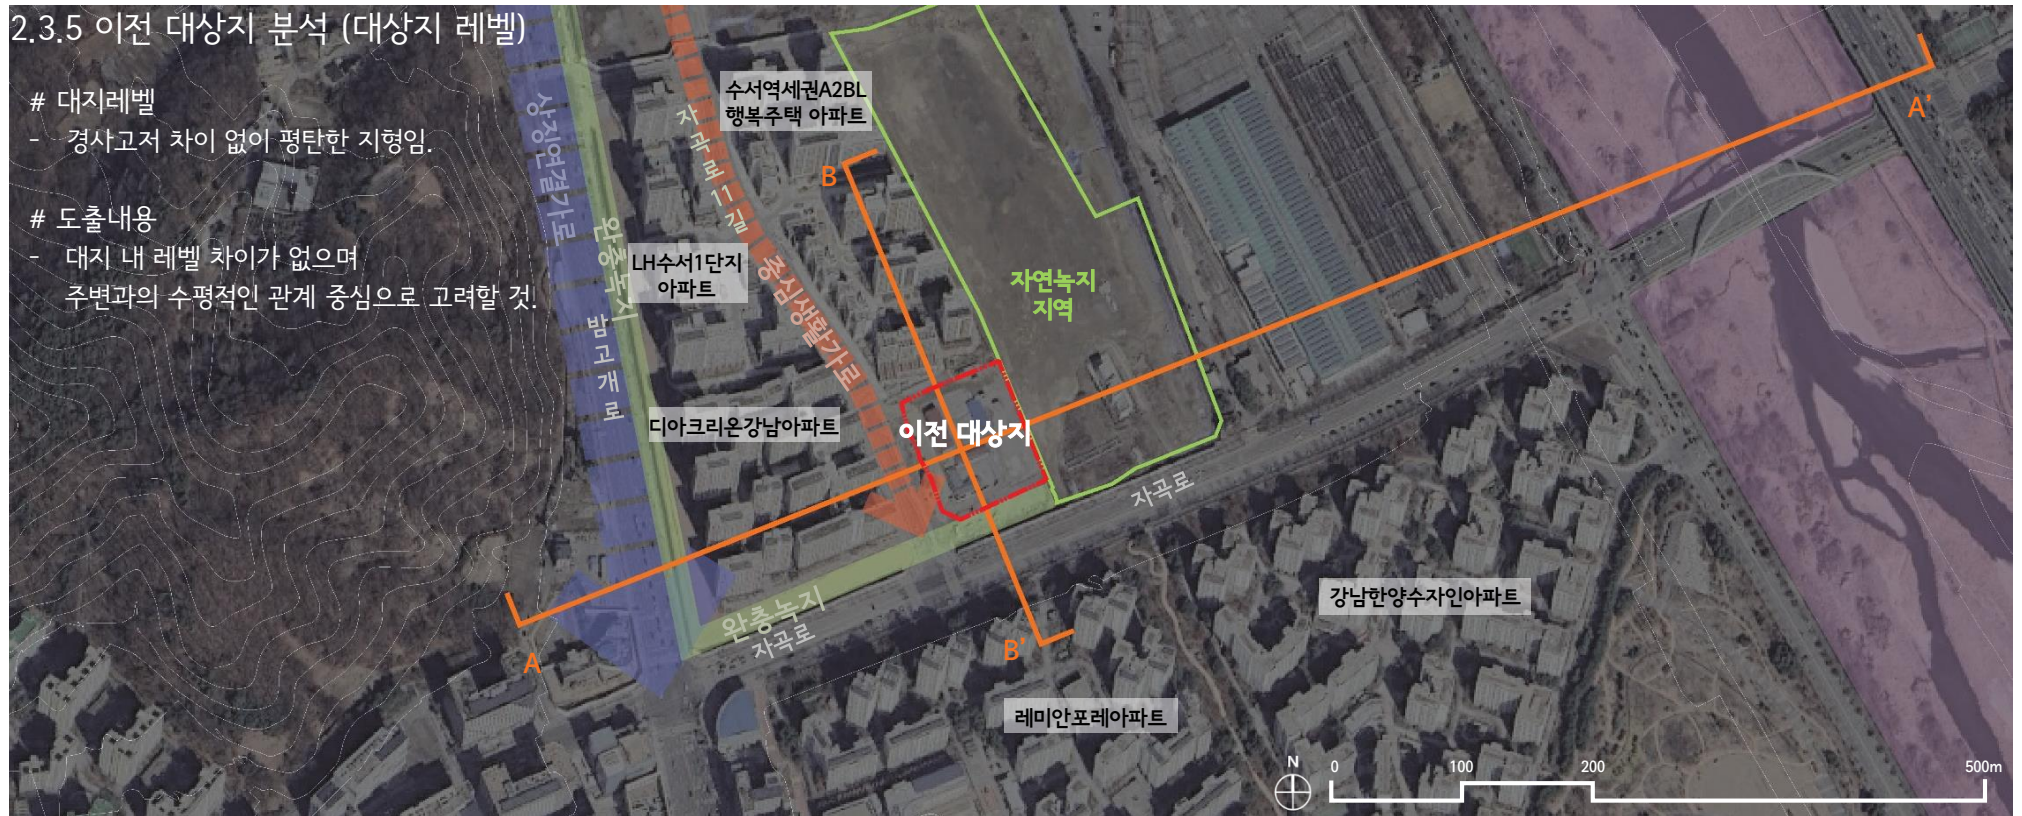 2.3.5 이전 대상지 분석 (대상지 레벨)
# 대지레벨
- 경사고저 차이 없이 평탄한 지형임.
# 도출내용
- 대지 내 레벨 차이가 없으며
주변과의 수평적인 관계 중심으로 고려할 것.
상징연결가로
완충녹지
밤고개로
자곡로11길
중심생활가로
수서역세권A2BL
행복주택 아파트
LH수서1단지
아파트
디아크리온강남아파트
B
자연녹지
지역
이전 대상지
A'
자곡로
완충녹지
자곡로
A
B'
강남한양수자인아파트
레미안포레아파트
N
0 100 200 500m